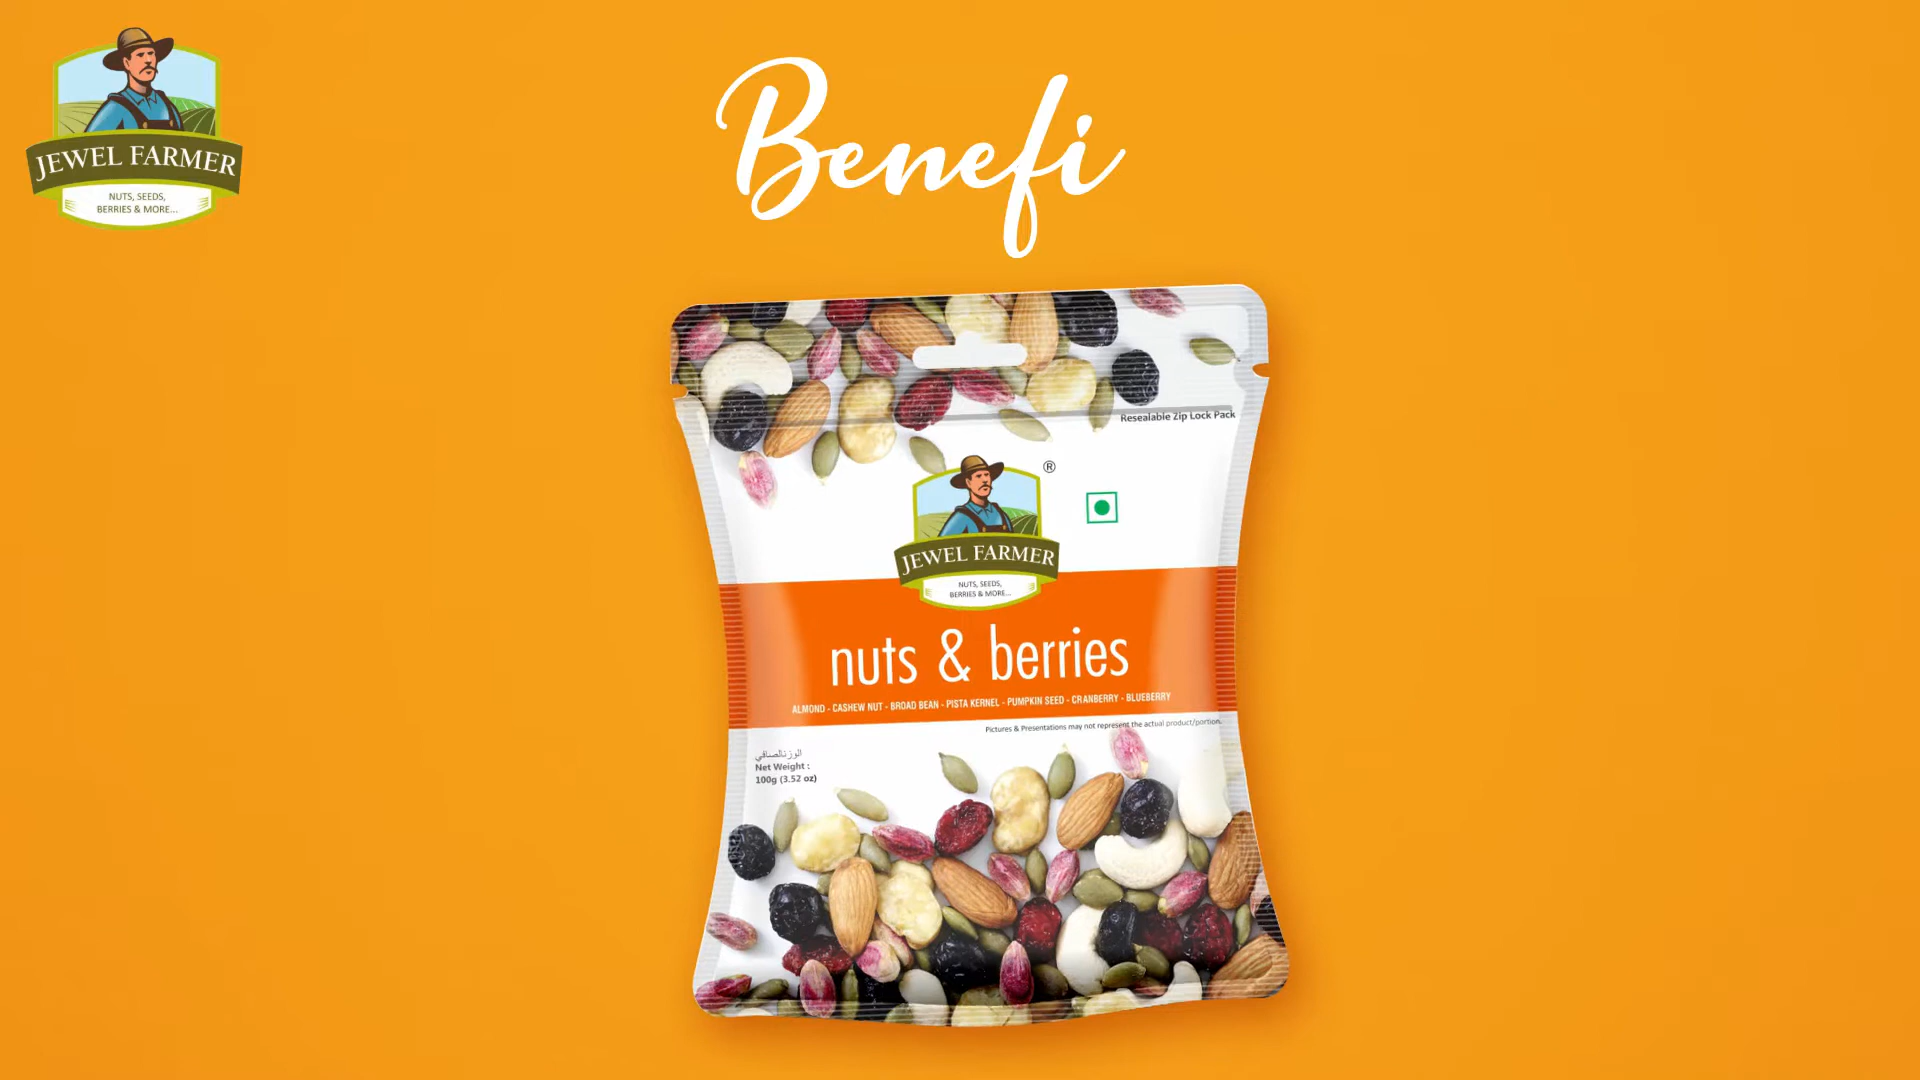 JEWEL FARMER
NUTS, SEEDS,
BERRIES & MORE...
Benefi
Resealable Zip Lock Pack
®
JEWEL FARMER
NUTS, SEEDS,
BERRIES & MORE...
nuts & berries
ALMOND - CASHEW NUT - BROAD BEAN - PISTA KERNEL - PUMPKIN SEED - CRANBERRY - BLUEBERRY
Pictures & Presentations may not represent the actual product/portion.
الوزن الصافي
Net Weight :
100g (3.52 oz)